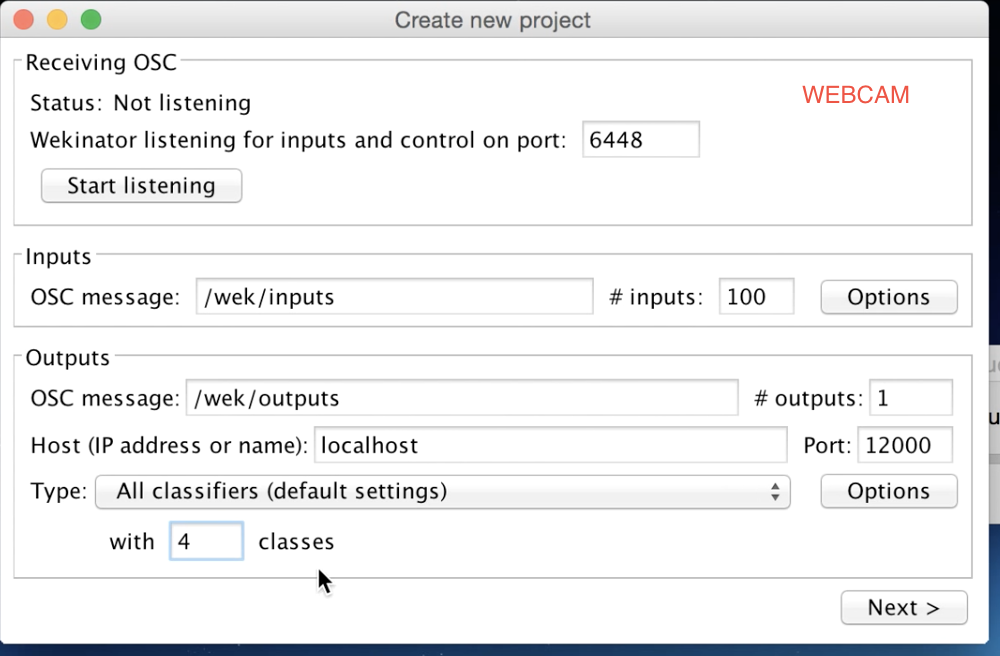 Create new project
Receiving OSC
Status: Not listening
WEBCAM
Wekinator listening for inputs and control on port: 6448
Start listening
Inputs
OSC message: /wek/inputs # inputs: 100 Options
Outputs
OSC message: /wek/outputs # outputs: 1
Host (IP address or name): localhost Port: 12000
Type: All classifiers (default settings) Options
with 4 classes
Next >